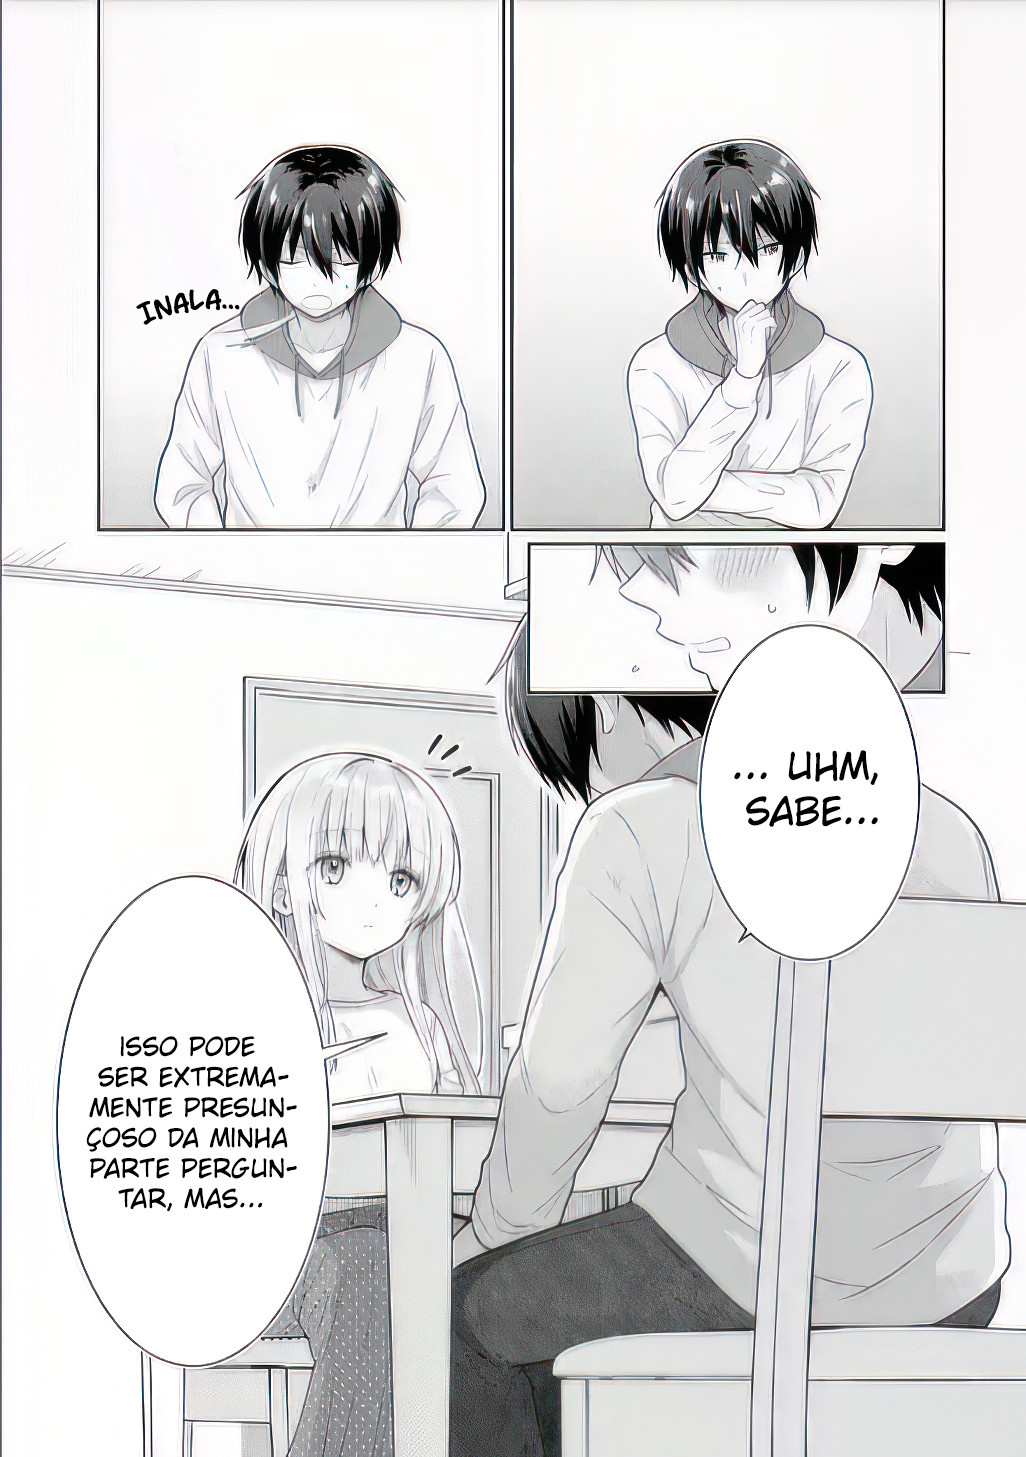 INALA...
... UHM,
SABE...
ISSO PODE
SER EXTREMA-
MENTE PRESUN-
ÇOSO DA MINHA
PARTE PERGUN-
TAR, MAS...